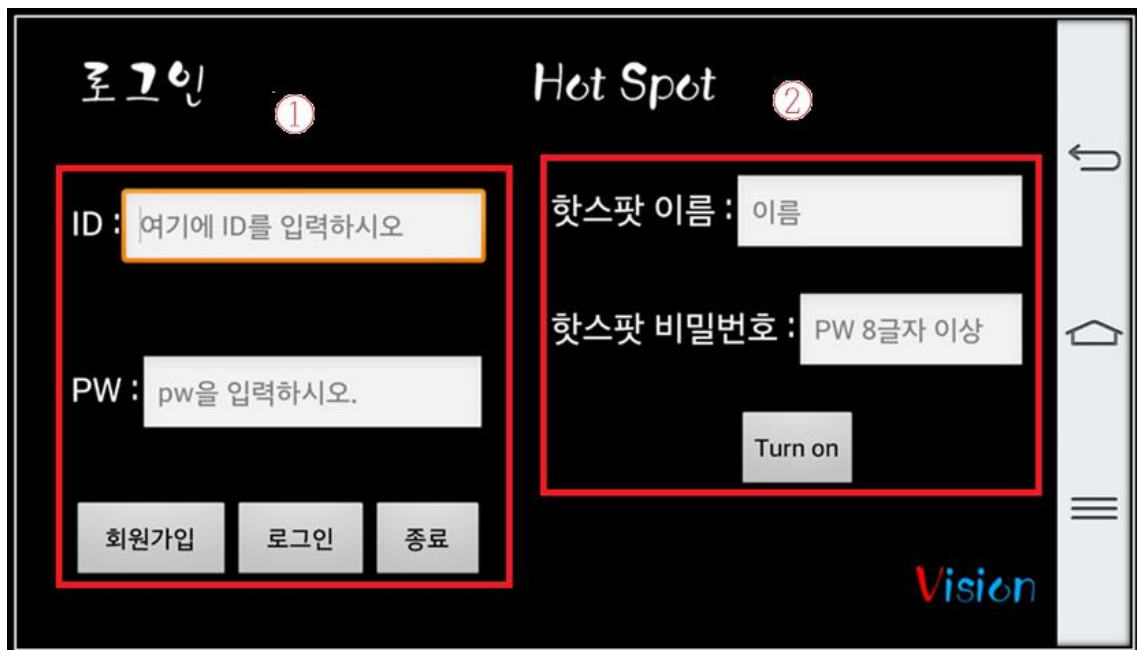 로그인
①
ID : 여기에 ID를 입력하시오
PW : pw을 입력하시오.
회원가입 로그인 종료
Hot Spot
②
핫스팟 이름 : 이름
핫스팟 비밀번호 : PW 8글자 이상
Turn on
Vision